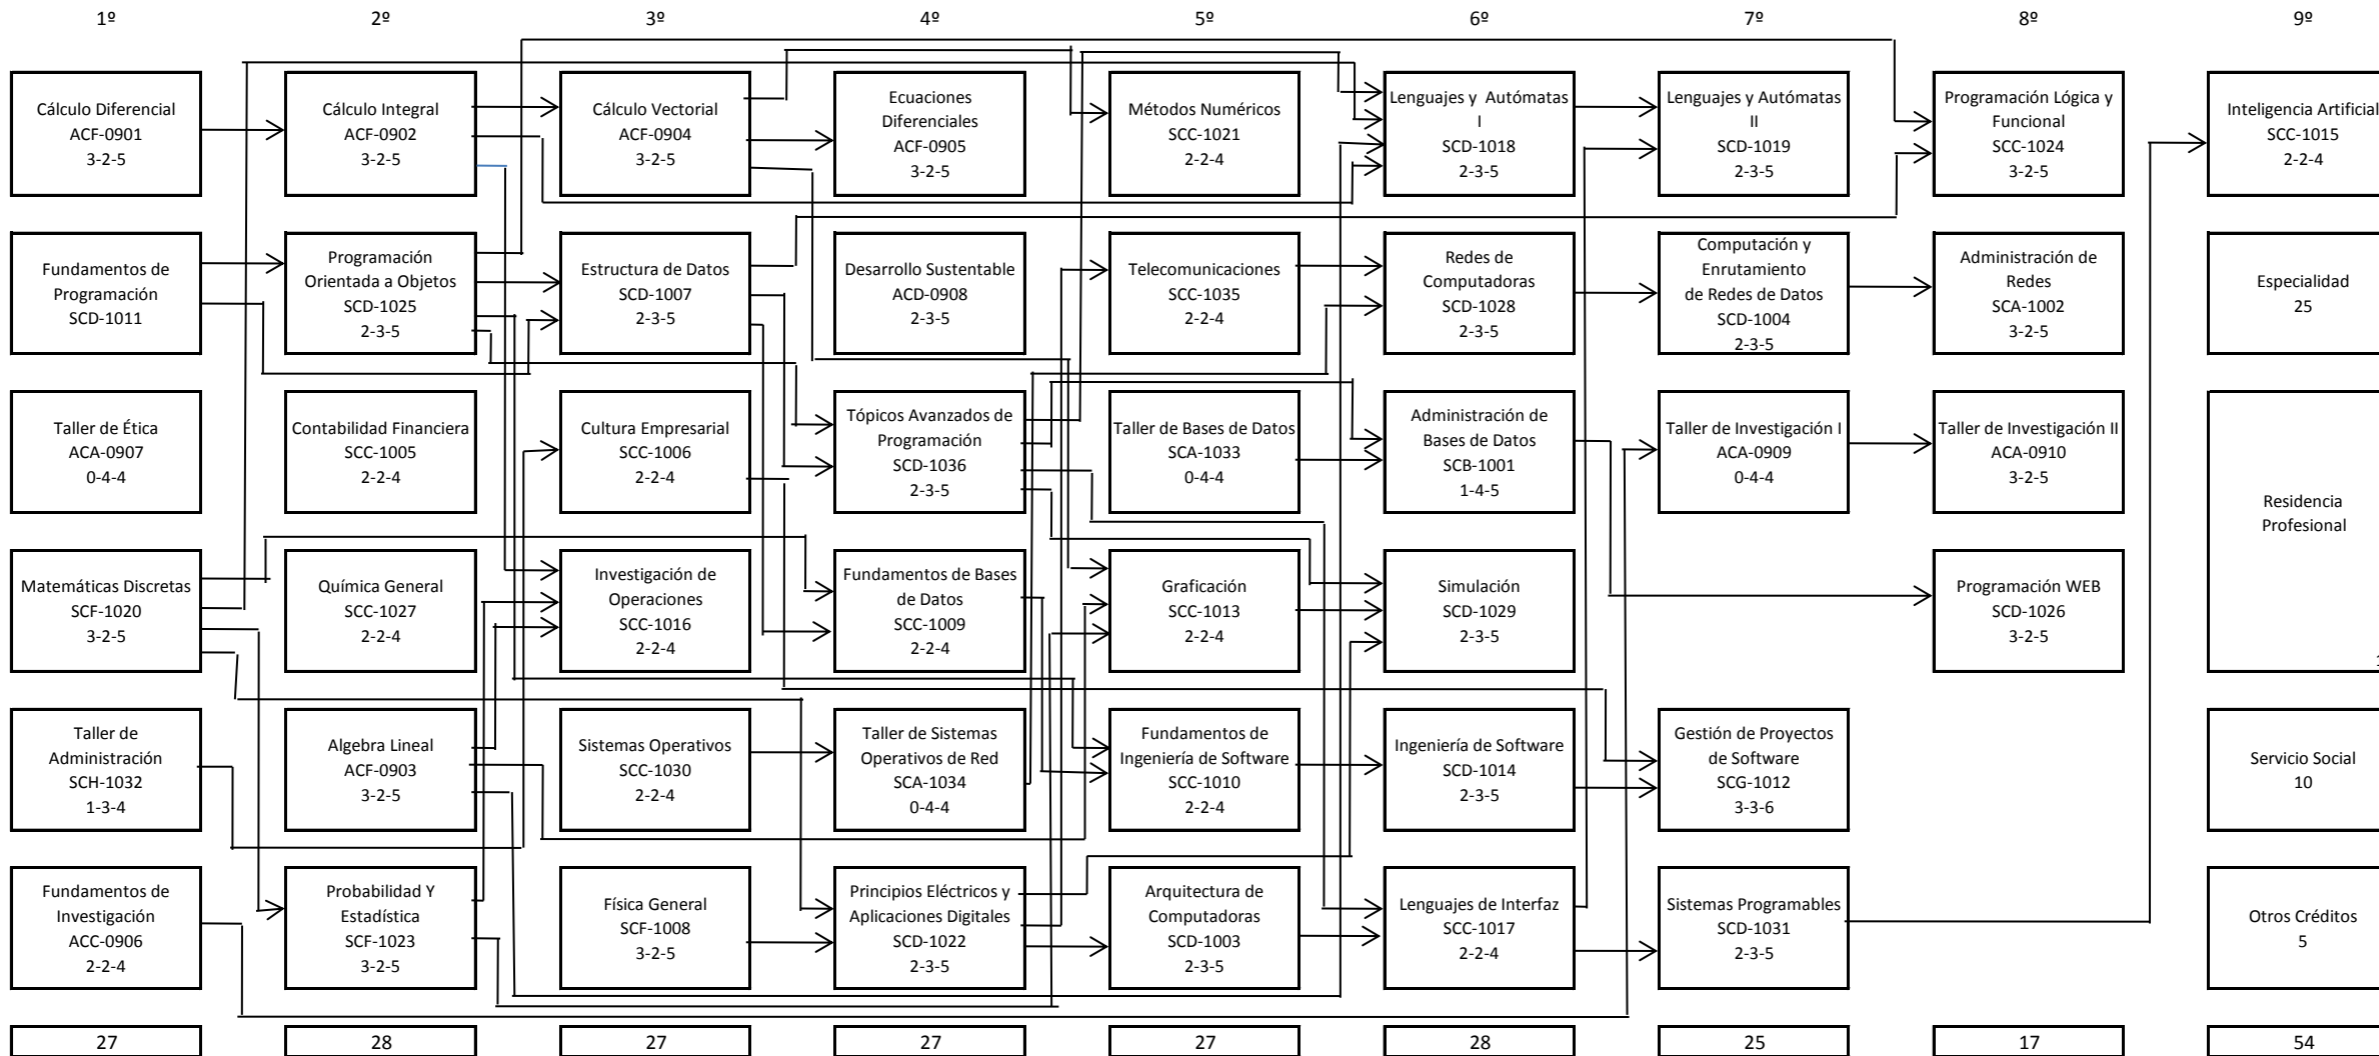 1º
2º
3º
4º
5º
6º
7º
8º
9º
Cálculo Diferencial
ACF-0901
3-2-5
Cálculo Integral
ACF-0902
3-2-5
Cálculo Vectorial
ACF-0904
3-2-5
Ecuaciones
Diferenciales
ACF-0905
3-2-5
Métodos Numéricos
SCC-1021
2-2-4
Lenguajes y Autómatas
I
SCD-1018
2-3-5
Lenguajes y Autómatas
II
SCD-1019
2-3-5
Programación Lógica y
Funcional
SCC-1024
3-2-5
Inteligencia Artificial
SCC-1015
2-2-4
Fundamentos de
Programación
SCD-1011
Programación
Orientada a Objetos
SCD-1025
2-3-5
Estructura de Datos
SCD-1007
2-3-5
Desarrollo Sustentable
ACD-0908
2-3-5
Telecomunicaciones
SCC-1035
2-2-4
Redes de
Computadoras
SCD-1028
2-3-5
Computación y
Enrutamiento
de Redes de Datos
SCD-1004
2-3-5
Administración de
Redes
SCA-1002
3-2-5
Especialidad
25
Taller de Ética
ACA-0907
0-4-4
Contabilidad Financiera
SCC-1005
2-2-4
Cultura Empresarial
SCC-1006
2-2-4
Tópicos Avanzados de
Programación
SCD-1036
2-3-5
Taller de Bases de Datos
SCA-1033
0-4-4
Administración de
Bases de Datos
SCB-1001
1-4-5
Taller de Investigación I
ACA-0909
0-4-4
Taller de Investigación II
ACA-0910
3-2-5
Residencia
Profesional
Matemáticas Discretas
SCF-1020
3-2-5
Química General
SCC-1027
2-2-4
Investigación de
Operaciones
SCC-1016
2-2-4
Fundamentos de Bases
de Datos
SCC-1009
2-2-4
Graficación
SCC-1013
2-2-4
Simulación
SCD-1029
2-3-5
Programación WEB
SCD-1026
3-2-5
Taller de
Administración
SCH-1032
1-3-4
Algebra Lineal
ACF-0903
3-2-5
Sistemas Operativos
SCC-1030
2-2-4
Taller de Sistemas
Operativos de Red
SCA-1034
0-4-4
Fundamentos de
Ingeniería de Software
SCC-1010
2-2-4
Ingeniería de Software
SCD-1014
2-3-5
Gestión de Proyectos
de Software
SCG-1012
3-3-6
Servicio Social
10
Fundamentos de
Investigación
ACC-0906
2-2-4
Probabilidad Y
Estadística
SCF-1023
3-2-5
Física General
SCF-1008
3-2-5
Principios Eléctricos y
Aplicaciones Digitales
SCD-1022
2-3-5
Arquitectura de
Computadoras
SCD-1003
2-3-5
Lenguajes de Interfaz
SCC-1017
2-2-4
Sistemas Programables
SCD-1031
2-3-5
Otros Créditos
5
27
28
27
27
27
28
25
17
54